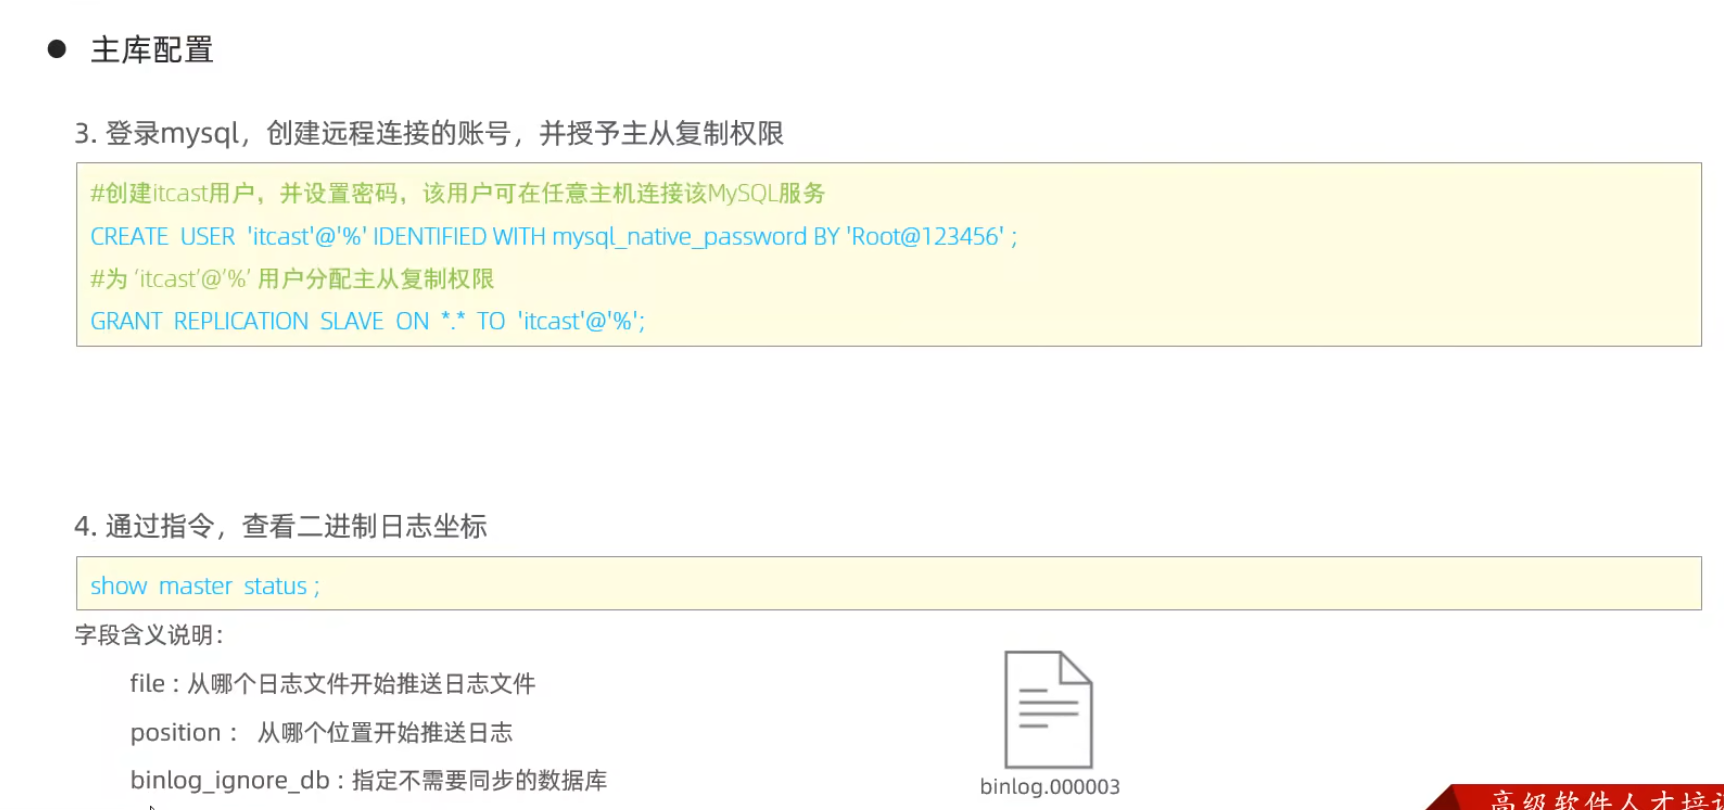 ● 主库配置
3. 登录mysql，创建远程连接的账号，并授予主从复制权限
#创建itcast用户，并设置密码，该用户可在任意主机连接该MySQL服务
CREATE USER 'itcast'@'%' IDENTIFIED WITH mysql_native_password BY 'Root@123456' ;
#为 ‘itcast’@’%’ 用户分配主从复制权限
GRANT REPLICATION SLAVE ON *.* TO 'itcast'@'%';
4. 通过指令，查看二进制日志坐标
show master status ;
字段含义说明：
file : 从哪个日志文件开始推送日志文件
position ： 从哪个位置开始推送日志
binlog_ignore_db : 指定不需要同步的数据库
binlog.000003
高级软件人才培训